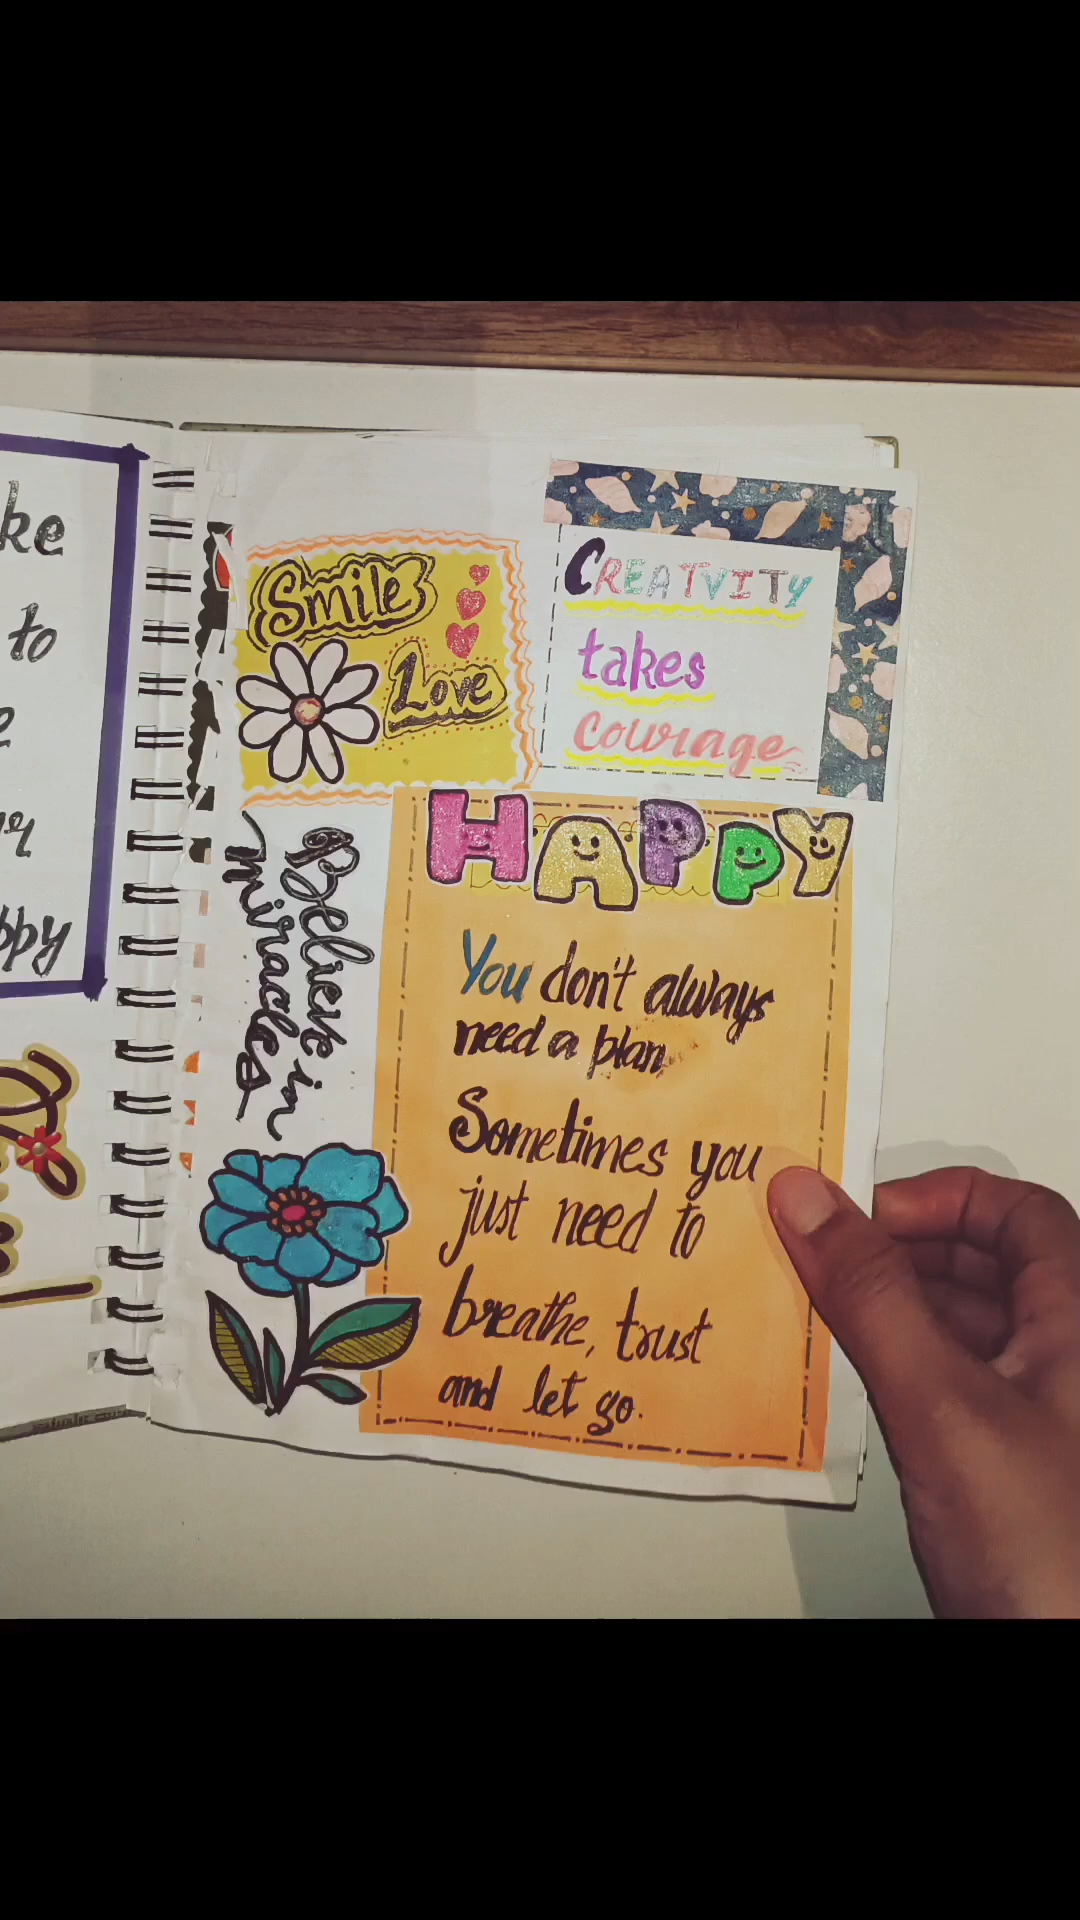 ke
to
ppy
Smile
Love
CREATVITY
takes
courage
Believe in
miracles
HAPPY
You don't always
need a plan
Sometimes you
just need to
breathe, trust
and let go.